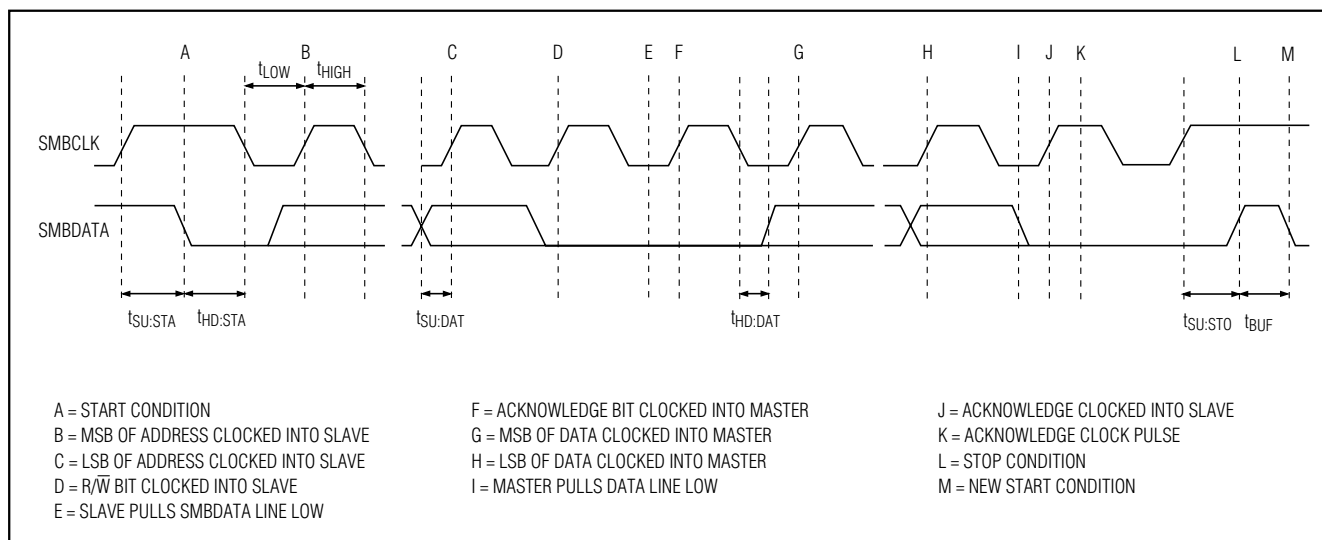 A B C D E F G H I J K L M
tLOW tHIGH
SMBCLK
SMBDATA
tSU:STA tHD:STA tSU:DAT tHD:DAT tSU:STO tBUF
A = START CONDITION
B = MSB OF ADDRESS CLOCKED INTO SLAVE
C = LSB OF ADDRESS CLOCKED INTO SLAVE
D = R/W̅ BIT CLOCKED INTO SLAVE
E = SLAVE PULLS SMBDATA LINE LOW
F = ACKNOWLEDGE BIT CLOCKED INTO MASTER
G = MSB OF DATA CLOCKED INTO MASTER
H = LSB OF DATA CLOCKED INTO MASTER
I = MASTER PULLS DATA LINE LOW
J = ACKNOWLEDGE CLOCKED INTO SLAVE
K = ACKNOWLEDGE CLOCK PULSE
L = STOP CONDITION
M = NEW START CONDITION